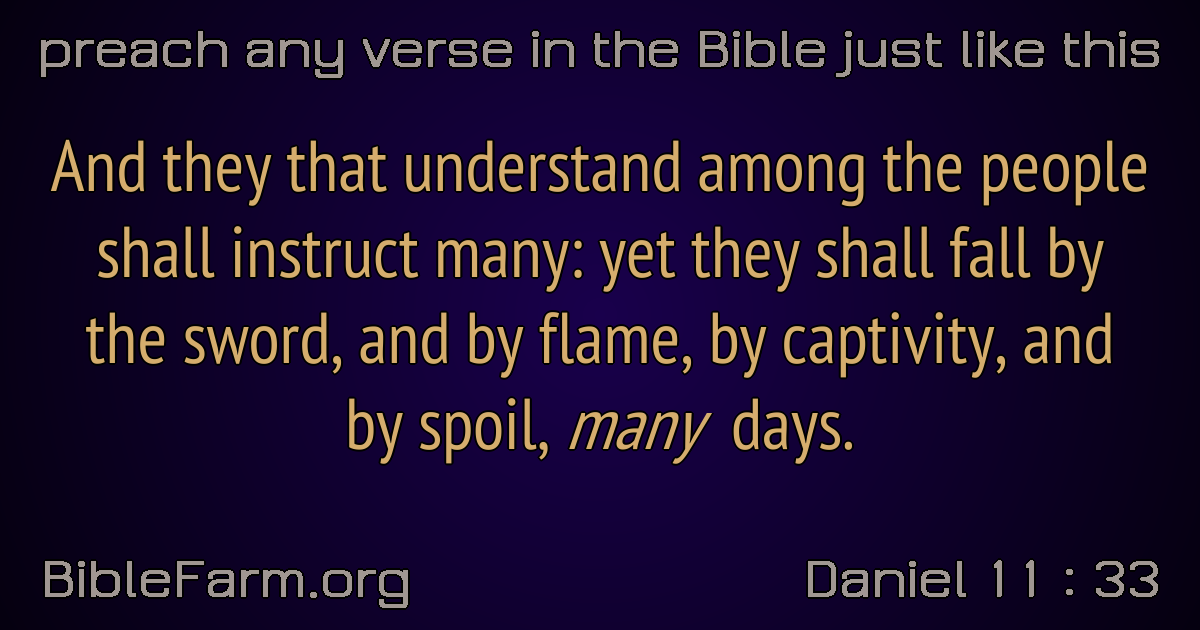 preach any verse in the Bible just like this
And they that understand among the people
shall instruct many: yet they shall fall by
the sword, and by flame, by captivity, and
by spoil, many days.
BibleFarm.org
Daniel 11 : 33